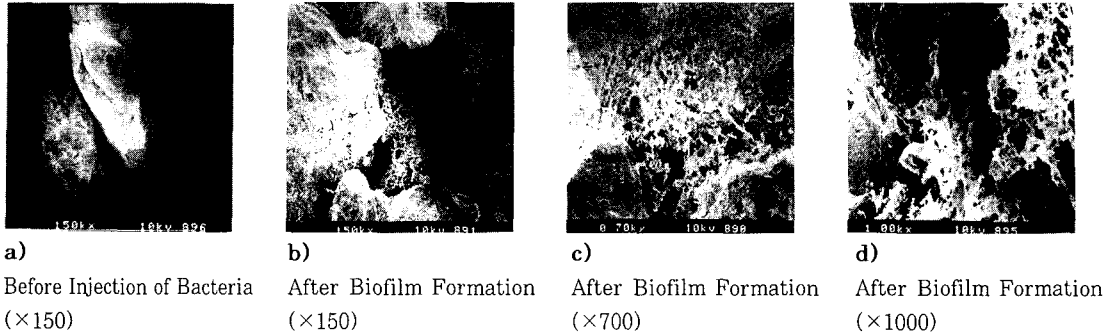 150kx 10kv 896
150kx 10kv 891
0 70kx 10kv 890
1 00kx 10kv 895
a)
Before Injection of Bacteria
(×150)
b)
After Biofilm Formation
(×150)
c)
After Biofilm Formation
(×700)
d)
After Biofilm Formation
(×1000)